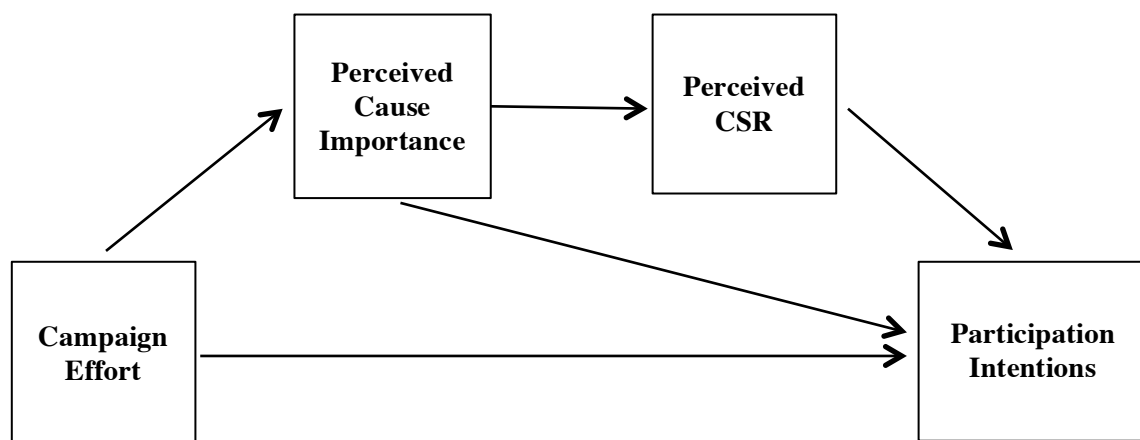 Perceived
Cause
Importance
Perceived
CSR
Campaign
Effort
Participation
Intentions